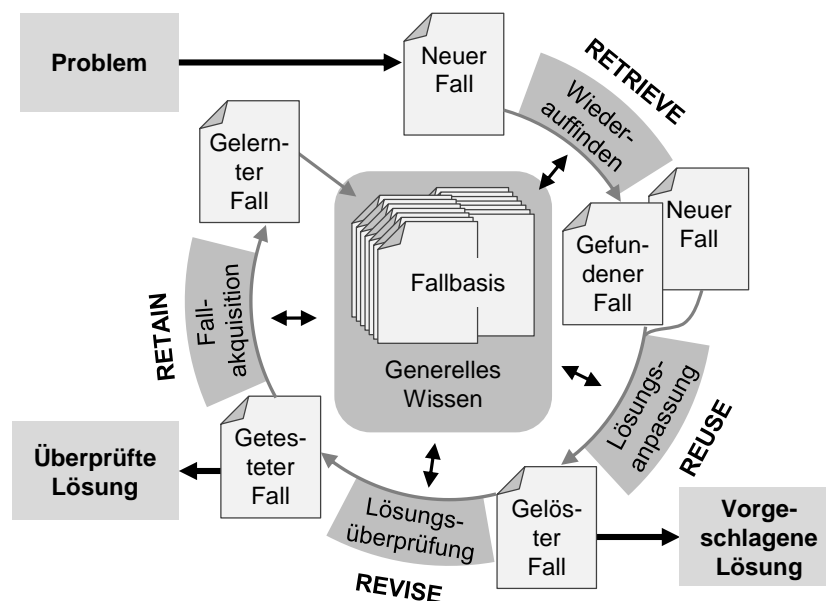 Problem
Neuer
Fall
RETRIEVE
Wieder-
auffinden
Neuer
Fall
Gefun-
dener
Fall
Gelern-
ter
Fall
Fallbasis
Generelles
Wissen
RETAIN
Fall-
akquisition
Lösungs-
anpassung
REUSE
Getes-
teter
Fall
Überprüfte
Lösung
Lösungs-
überprüfung
REVISE
Gelös-
ter
Fall
Vorge-
schlagene
Lösung